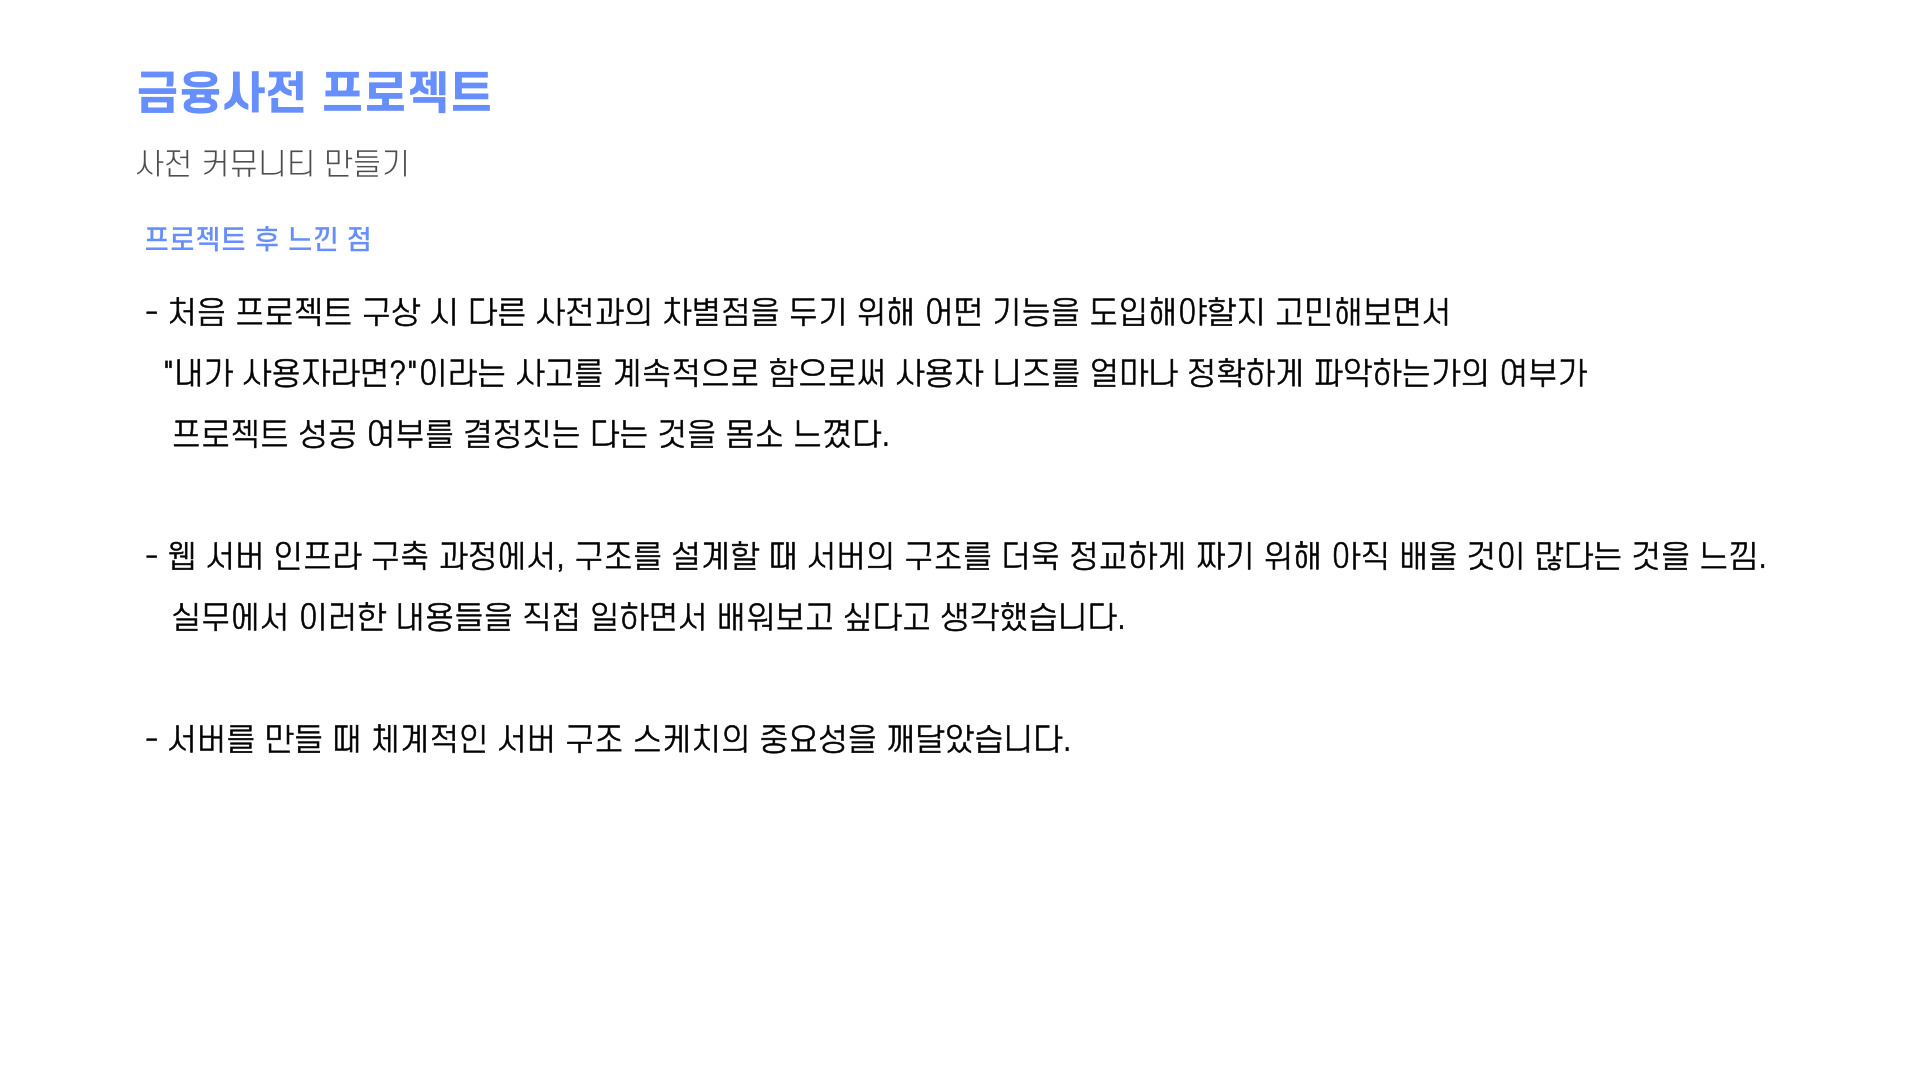 금융사전 프로젝트
사전 커뮤니티 만들기
프로젝트 후 느낀 점
- 처음 프로젝트 구상 시 다른 사전과의 차별점을 두기 위해 어떤 기능을 도입해야할지 고민해보면서
"내가 사용자라면?"이라는 사고를 계속적으로 함으로써 사용자 니즈를 얼마나 정확하게 파악하는가의 여부가
프로젝트 성공 여부를 결정짓는 다는 것을 몸소 느꼈다.
- 웹 서버 인프라 구축 과정에서, 구조를 설계할 때 서버의 구조를 더욱 정교하게 짜기 위해 아직 배울 것이 많다는 것을 느낌.
실무에서 이러한 내용들을 직접 일하면서 배워보고 싶다고 생각했습니다.
- 서버를 만들 때 체계적인 서버 구조 스케치의 중요성을 깨달았습니다.